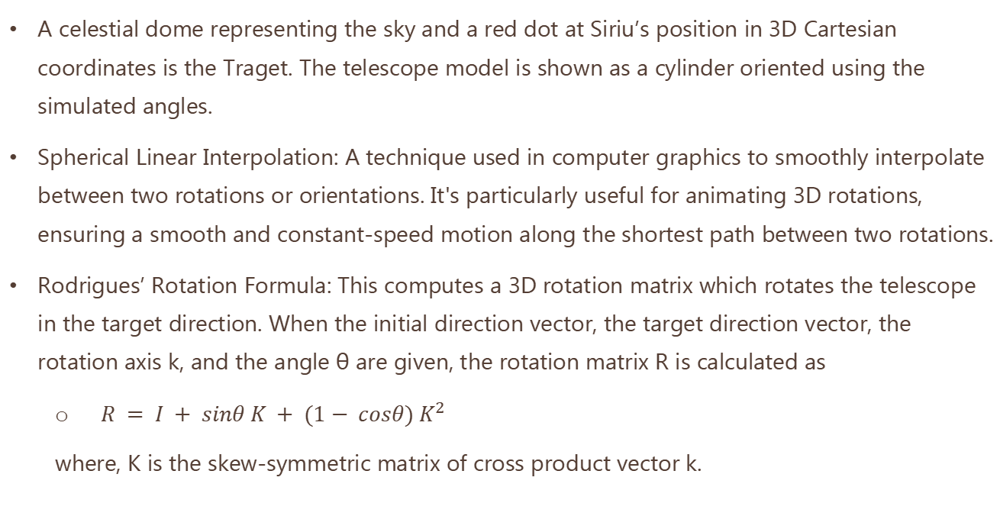 • A celestial dome representing the sky and a red dot at Siriu’s position in 3D Cartesian
coordinates is the Traget. The telescope model is shown as a cylinder oriented using the
simulated angles.
• Spherical Linear Interpolation: A technique used in computer graphics to smoothly interpolate
between two rotations or orientations. It's particularly useful for animating 3D rotations,
ensuring a smooth and constant-speed motion along the shortest path between two rotations.
• Rodrigues’ Rotation Formula: This computes a 3D rotation matrix which rotates the telescope
in the target direction. When the initial direction vector, the target direction vector, the
rotation axis k, and the angle θ are given, the rotation matrix R is calculated as
○ R = I + sinθ K + (1 − cosθ) K²
where, K is the skew-symmetric matrix of cross product vector k.